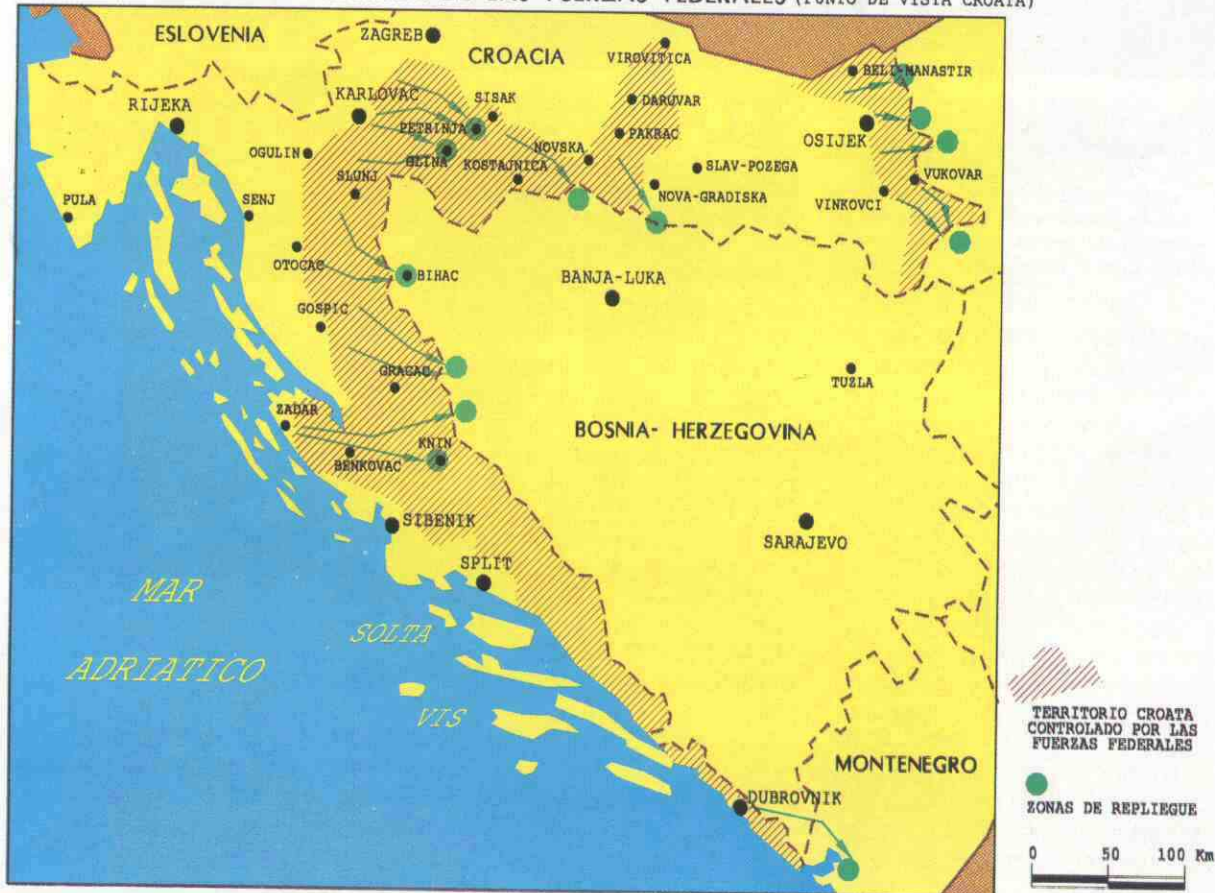 FUERZAS FEDERALES (PUNTO DE VISTA CROATA)
ESLOVENIA
ZAGREB
CROACIA
VIROVITICA
BELI-MANASTIR
RIJEKA
KARLOVAC
SISAK
DARUVAR
PETRINJA
PAKRAC
OSIJEK
OGULIN
GLINA
NOVSKA
KOSTAJNICA
SLAV-POZEGA
SLUNJ
VUKOVAR
PULA
SENJ
NOVA-GRADISKA
VINKOVCI
OTOCAC
BIHAC
BANJA-LUKA
GOSPIC
GRACAC
TUZLA
ZADAR
BOSNIA- HERZEGOVINA
KNIN
BENKOVAC
SIBENIK
SARAJEVO
SPLIT
MAR
ADRIATICO
SOLTA
VIS
MONTENEGRO
DUBROVNIK
TERRITORIO CROATA
CONTROLADO POR LAS
FUERZAS FEDERALES
ZONAS DE REPLIEGUE
0 50 100 Km